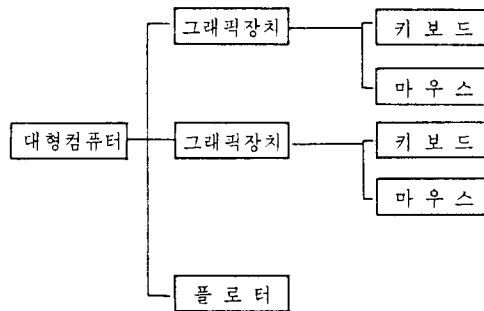 그래픽장치
키 보 드
마 우 스
대형컴퓨터
그래픽장치
키 보 드
마 우 스
플 로 터